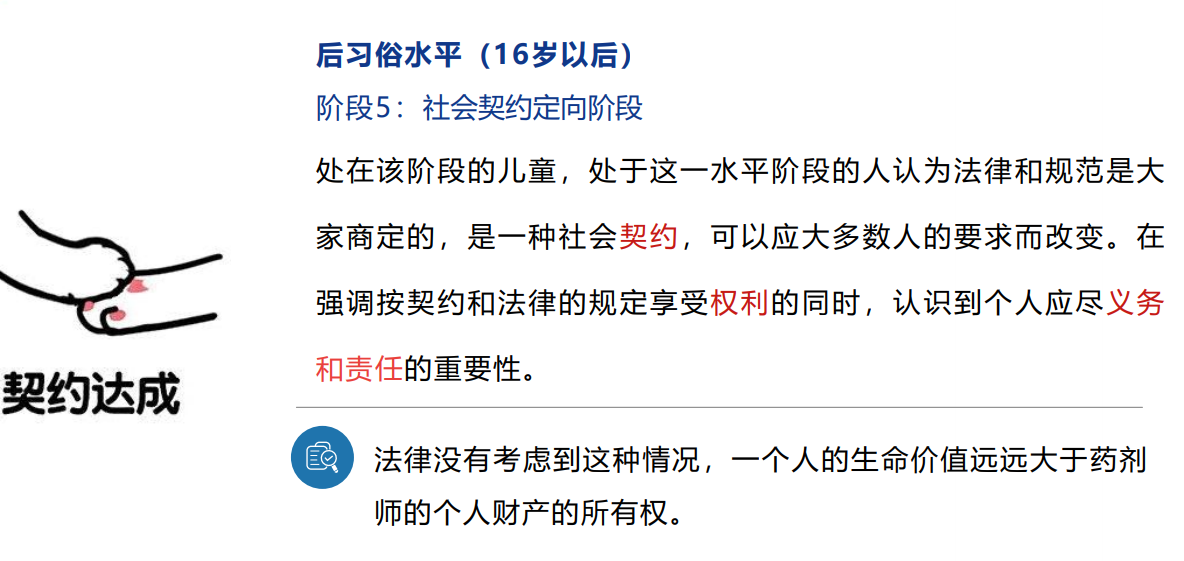 后习俗水平（16岁以后）
阶段5：社会契约定向阶段
处在该阶段的儿童，处于这一水平阶段的人认为法律和规范是大
家商定的，是一种社会契约，可以应大多数人的要求而改变。在
强调按契约和法律的规定享受权利的同时，认识到个人应尽义务
和责任的重要性。
契约达成
法律没有考虑到这种情况，一个人的生命价值远远大于药剂
师的个人财产的所有权。